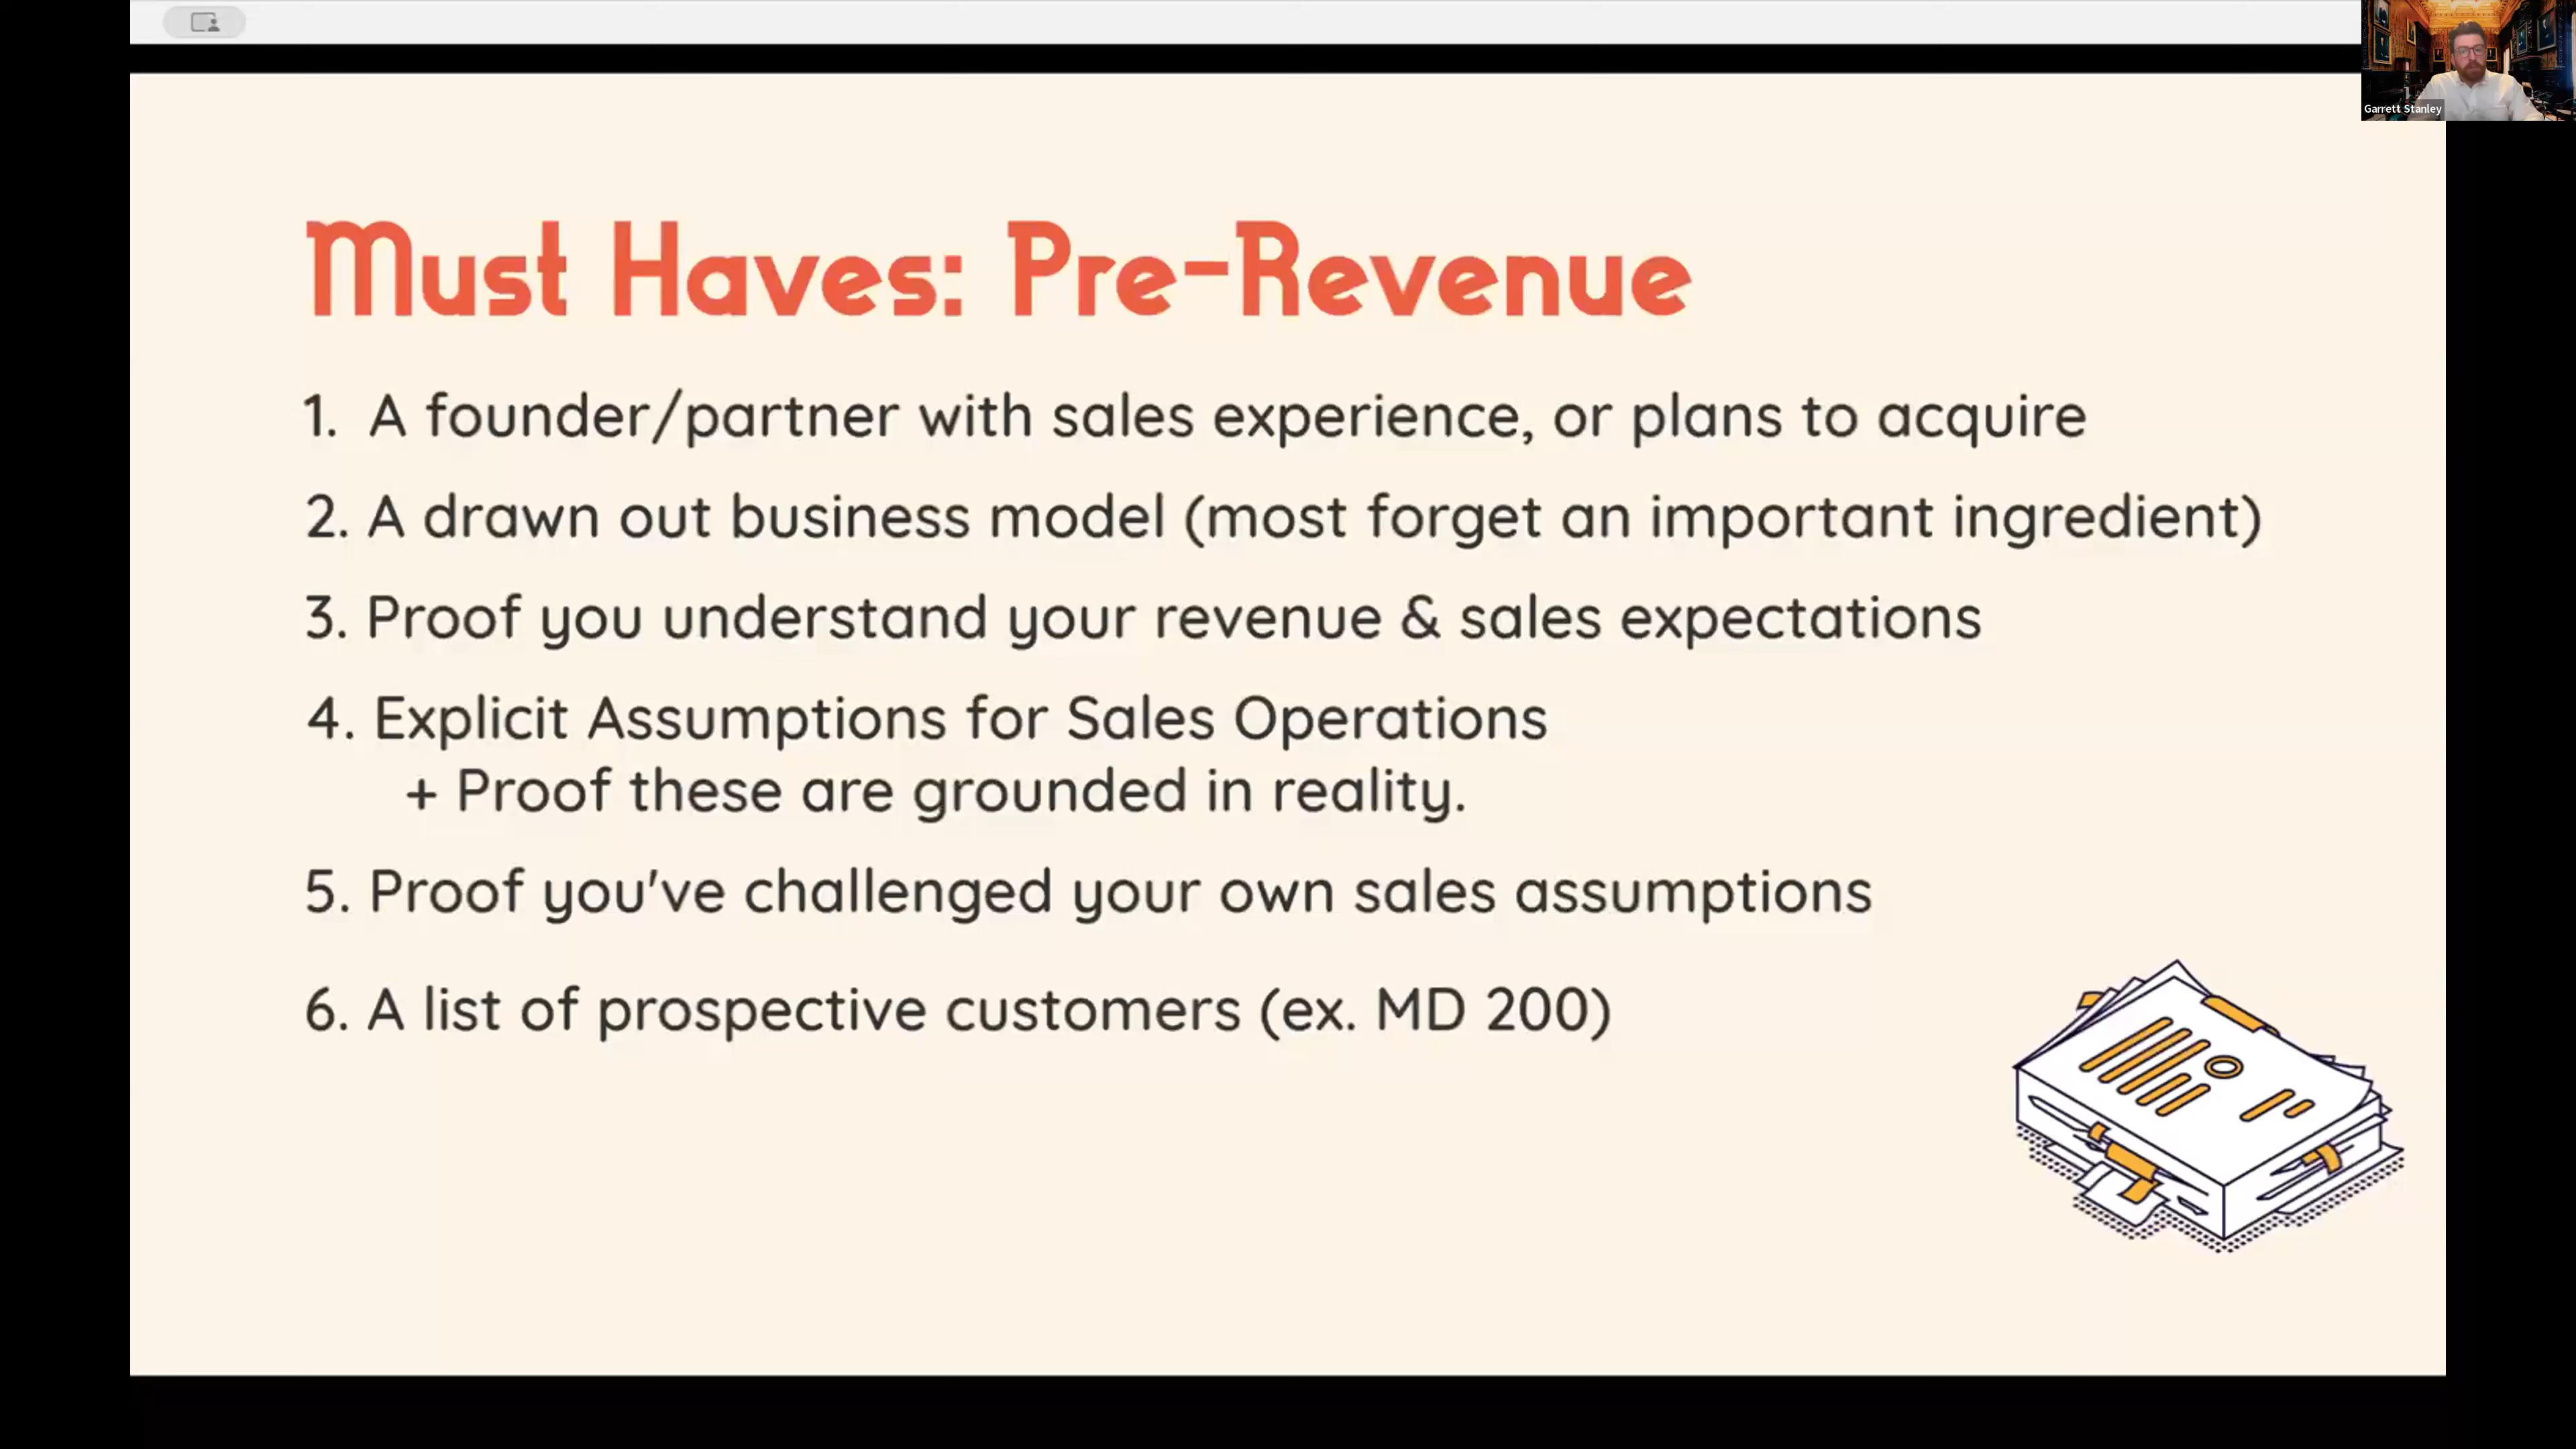 Garrett Stanley
Must Haves: Pre-Revenue
1. A founder/partner with sales experience, or plans to acquire
2. A drawn out business model (most forget an important ingredient)
3. Proof you understand your revenue & sales expectations
4. Explicit Assumptions for Sales Operations
+ Proof these are grounded in reality.
5. Proof you've challenged your own sales assumptions
6. A list of prospective customers (ex. MD 200)